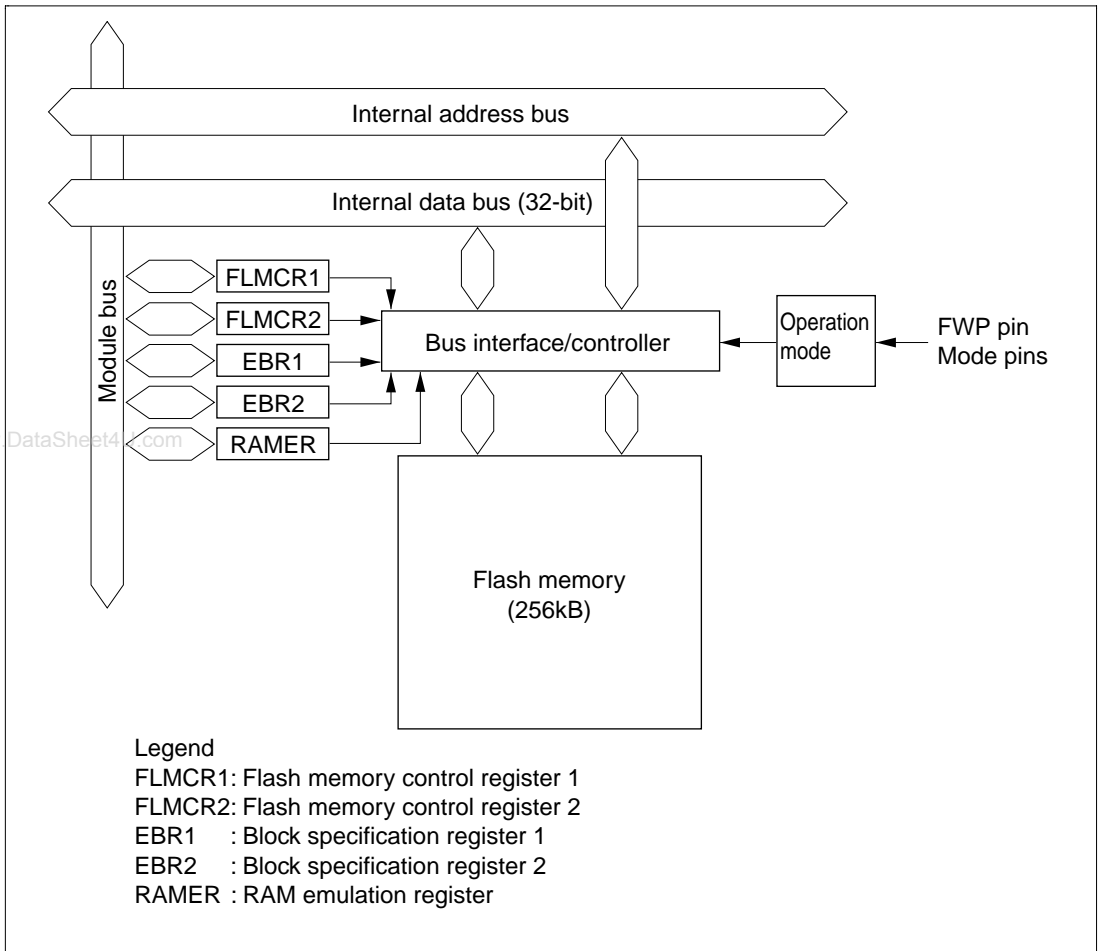 Internal address bus
Internal data bus (32-bit)
Module bus
FLMCR1
FLMCR2
EBR1
EBR2
RAMER
Bus interface/controller
Operation
mode
FWP pin
Mode pins
.DataSheet4U.com
Flash memory
(256kB)
Legend
FLMCR1: Flash memory control register 1
FLMCR2: Flash memory control register 2
EBR1 : Block specification register 1
EBR2 : Block specification register 2
RAMER : RAM emulation register